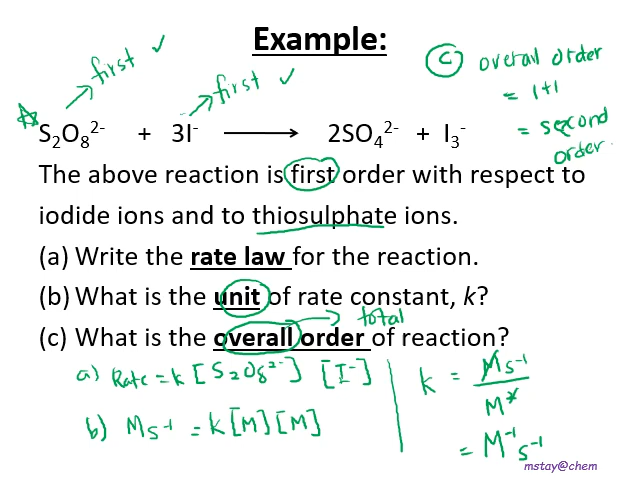 Example:
first ✓
first ✓
(c) overall order
= 1+1
= second
order
S₂O₈²⁻ + 3I⁻ ⟶ 2SO₄²⁻ + I₃⁻
The above reaction is first order with respect to
iodide ions and to thiosulphate ions.
(a) Write the rate law for the reaction.
(b) What is the unit of rate constant, k?
total
(c) What is the overall order of reaction?
a) Rate = k [S₂O₈²⁻] [I⁻]
b) Ms⁻¹ = k[M][M]
k = Ms⁻¹
M²
= M⁻¹s⁻¹
mstay@chem